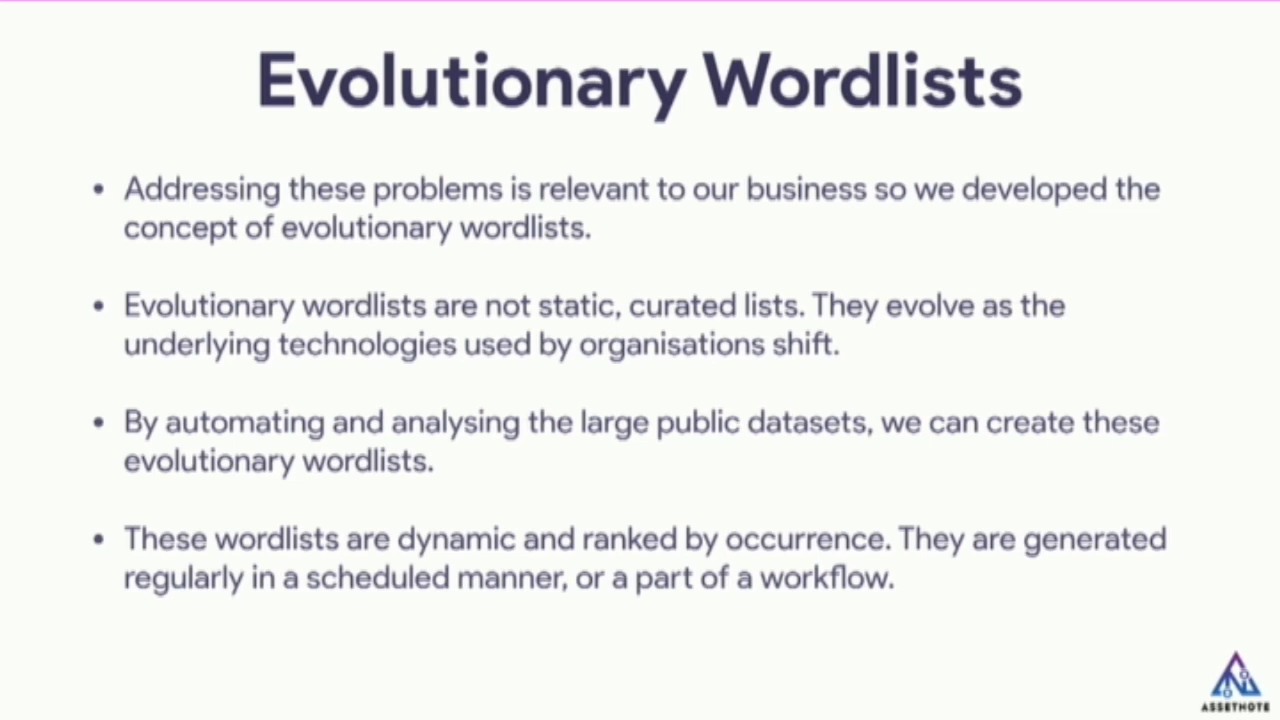 Evolutionary Wordlists
• Addressing these problems is relevant to our business so we developed the
concept of evolutionary wordlists.
• Evolutionary wordlists are not static, curated lists. They evolve as the
underlying technologies used by organisations shift.
• By automating and analysing the large public datasets, we can create these
evolutionary wordlists.
• These wordlists are dynamic and ranked by occurrence. They are generated
regularly in a scheduled manner, or a part of a workflow.
ASSETNOTE